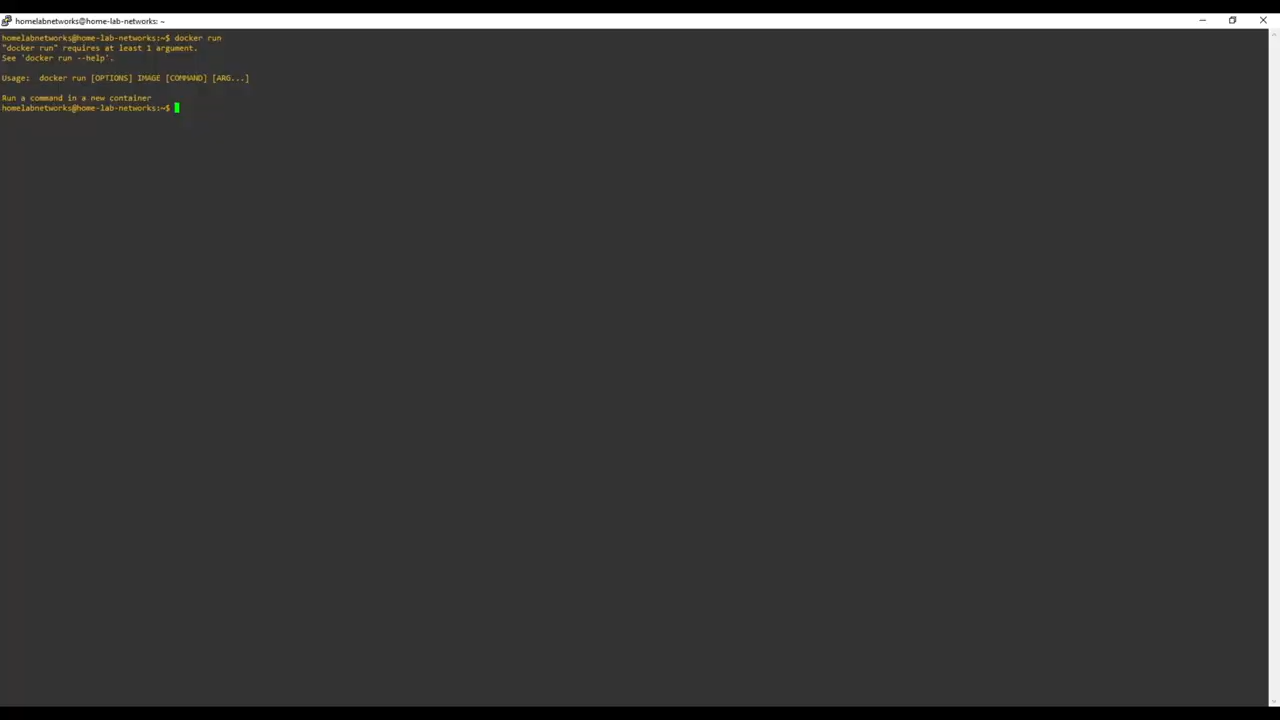 homelabnetworks@home-lab-networks: ~
homelabnetworks@home-lab-networks:~$ docker run
"docker run" requires at least 1 argument.
See 'docker run --help'.
Usage:  docker run [OPTIONS] IMAGE [COMMAND] [ARG...]
Run a command in a new container
homelabnetworks@home-lab-networks:~$